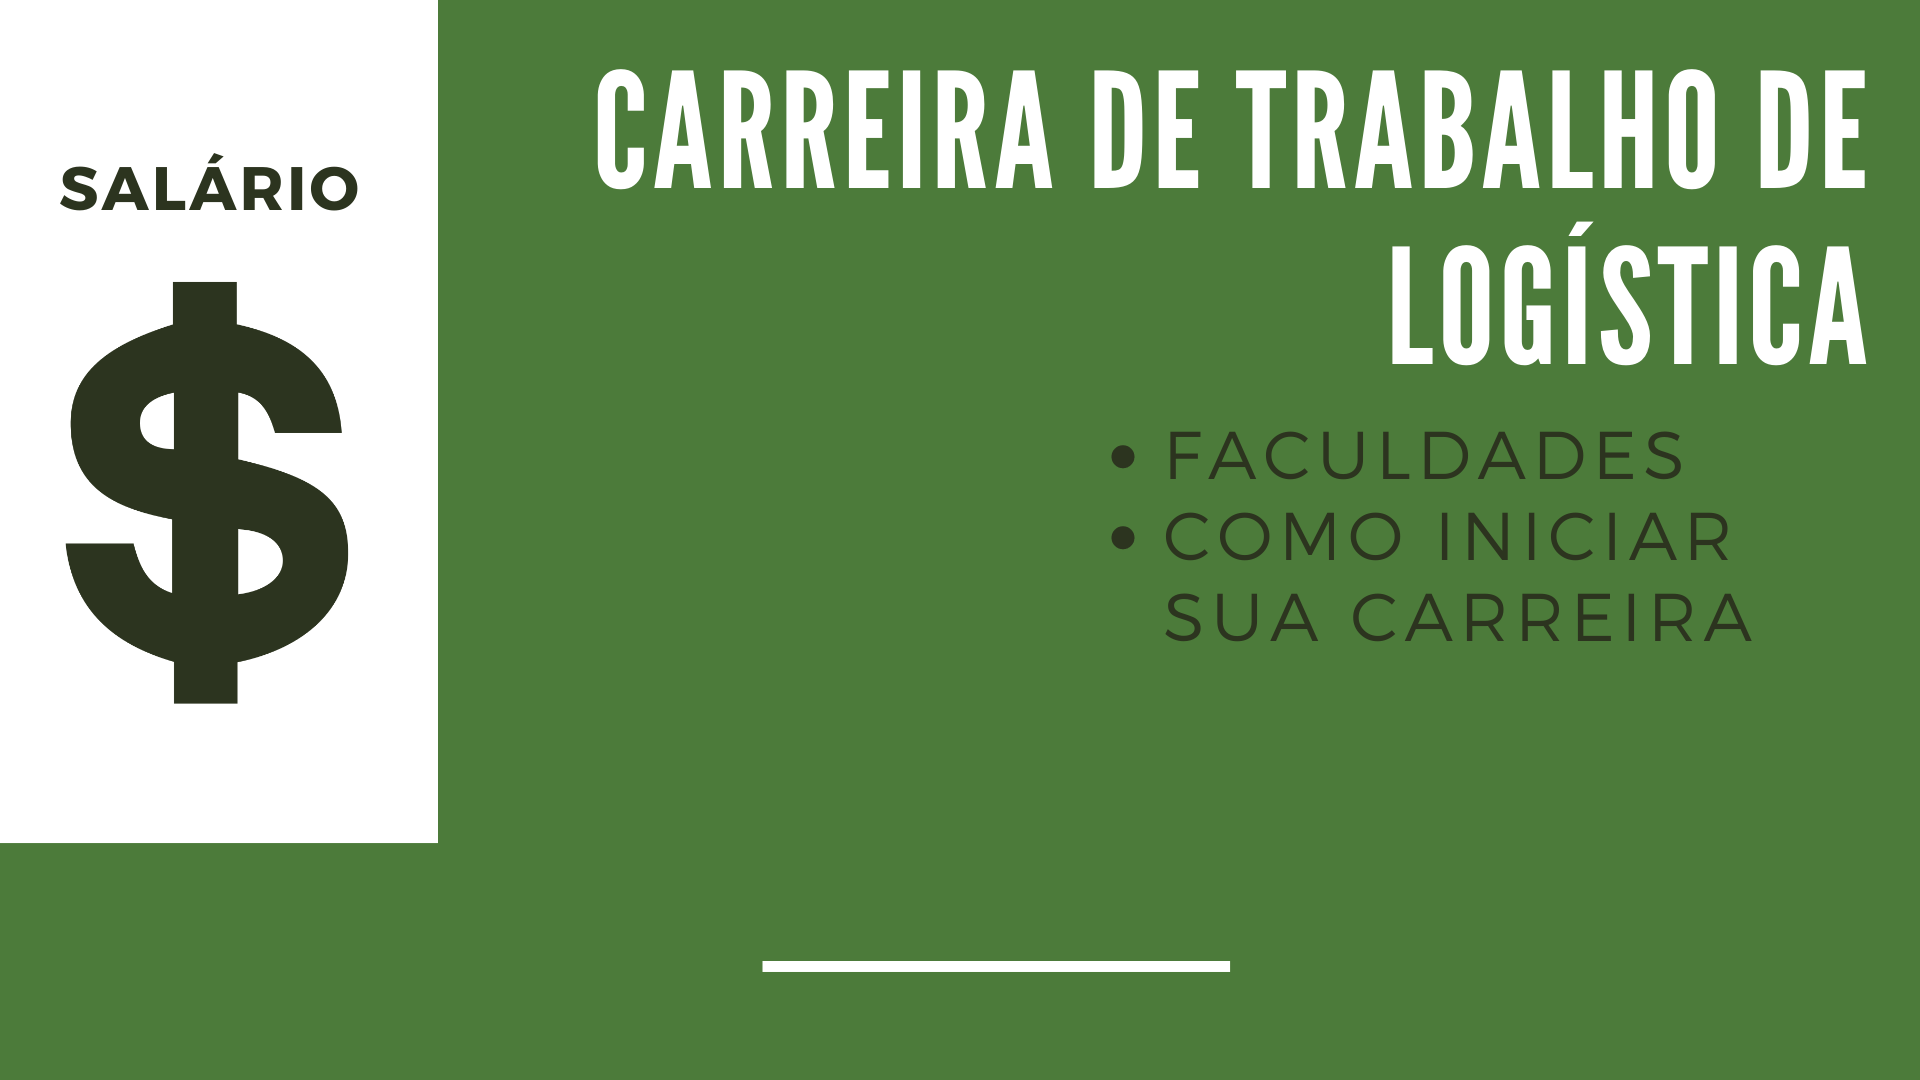 SALÁRIO
$
CARREIRA DE TRABALHO DE
LOGÍSTICA
• FACULDADES
• COMO INICIAR
SUA CARREIRA